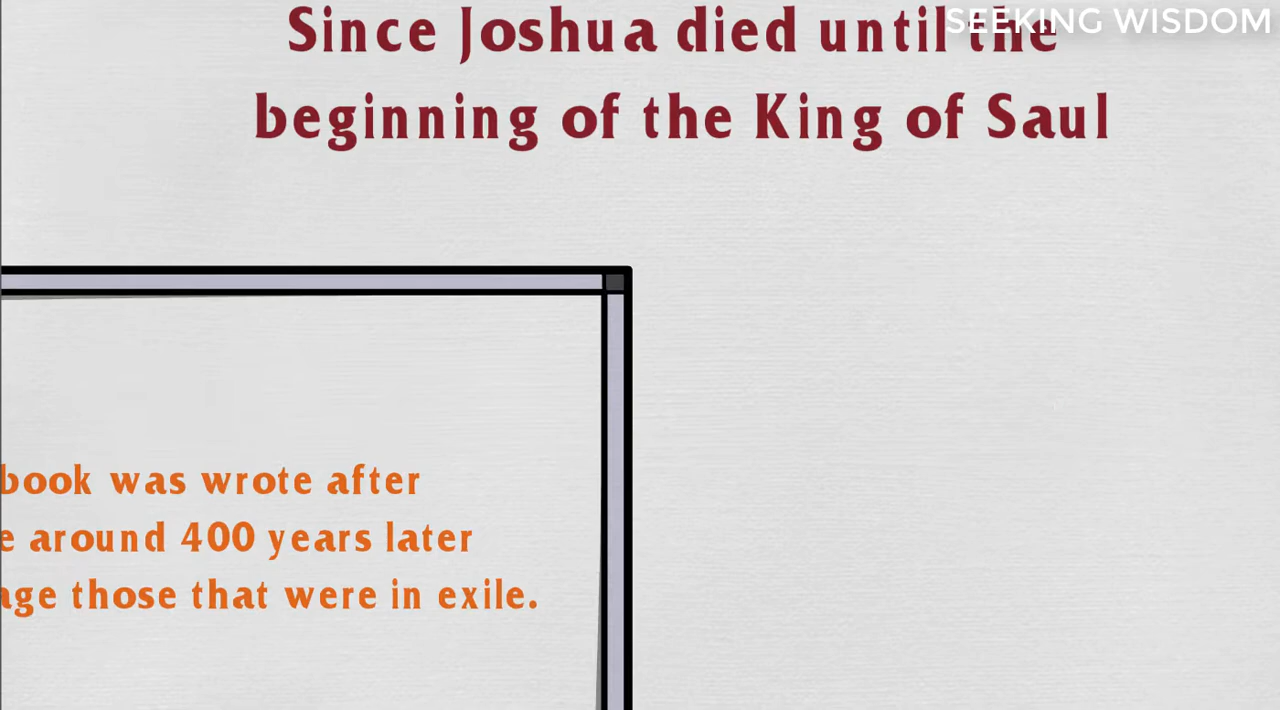 Since Joshua died until the
SEEKING WISDOM
beginning of the King of Saul
book was wrote after
around 400 years later
those that were in exile.